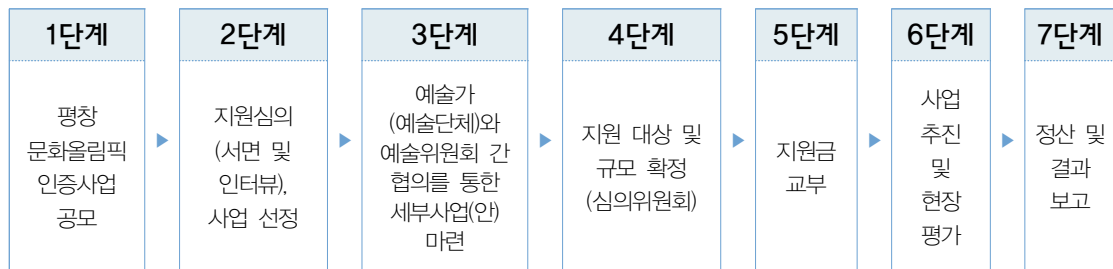 1단계
평창
문화올림픽
인증사업
공모
2단계
지원심의
(서면 및
인터뷰),
사업 선정
3단계
예술가
(예술단체)와
예술위원회 간
협의를 통한
세부사업(안)
마련
4단계
지원 대상 및
규모 확정
(심의위원회)
5단계
지원금
교부
6단계
사업
추진
및
현장
평가
7단계
정산 및
결과
보고